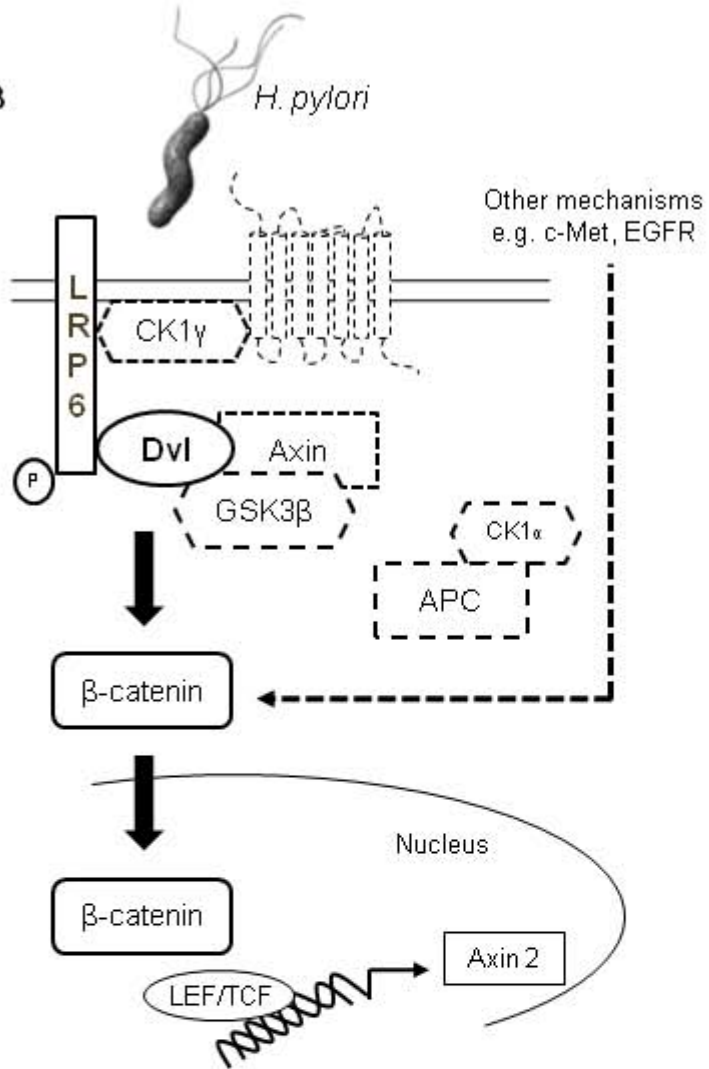 B
H. pylori
Other mechanisms
e.g. c-Met, EGFR
L
R
P
6
CK1γ
Dvl
Axin
P
GSK3β
CK1α
APC
β-catenin
Nucleus
β-catenin
Axin 2
LEF/TCF